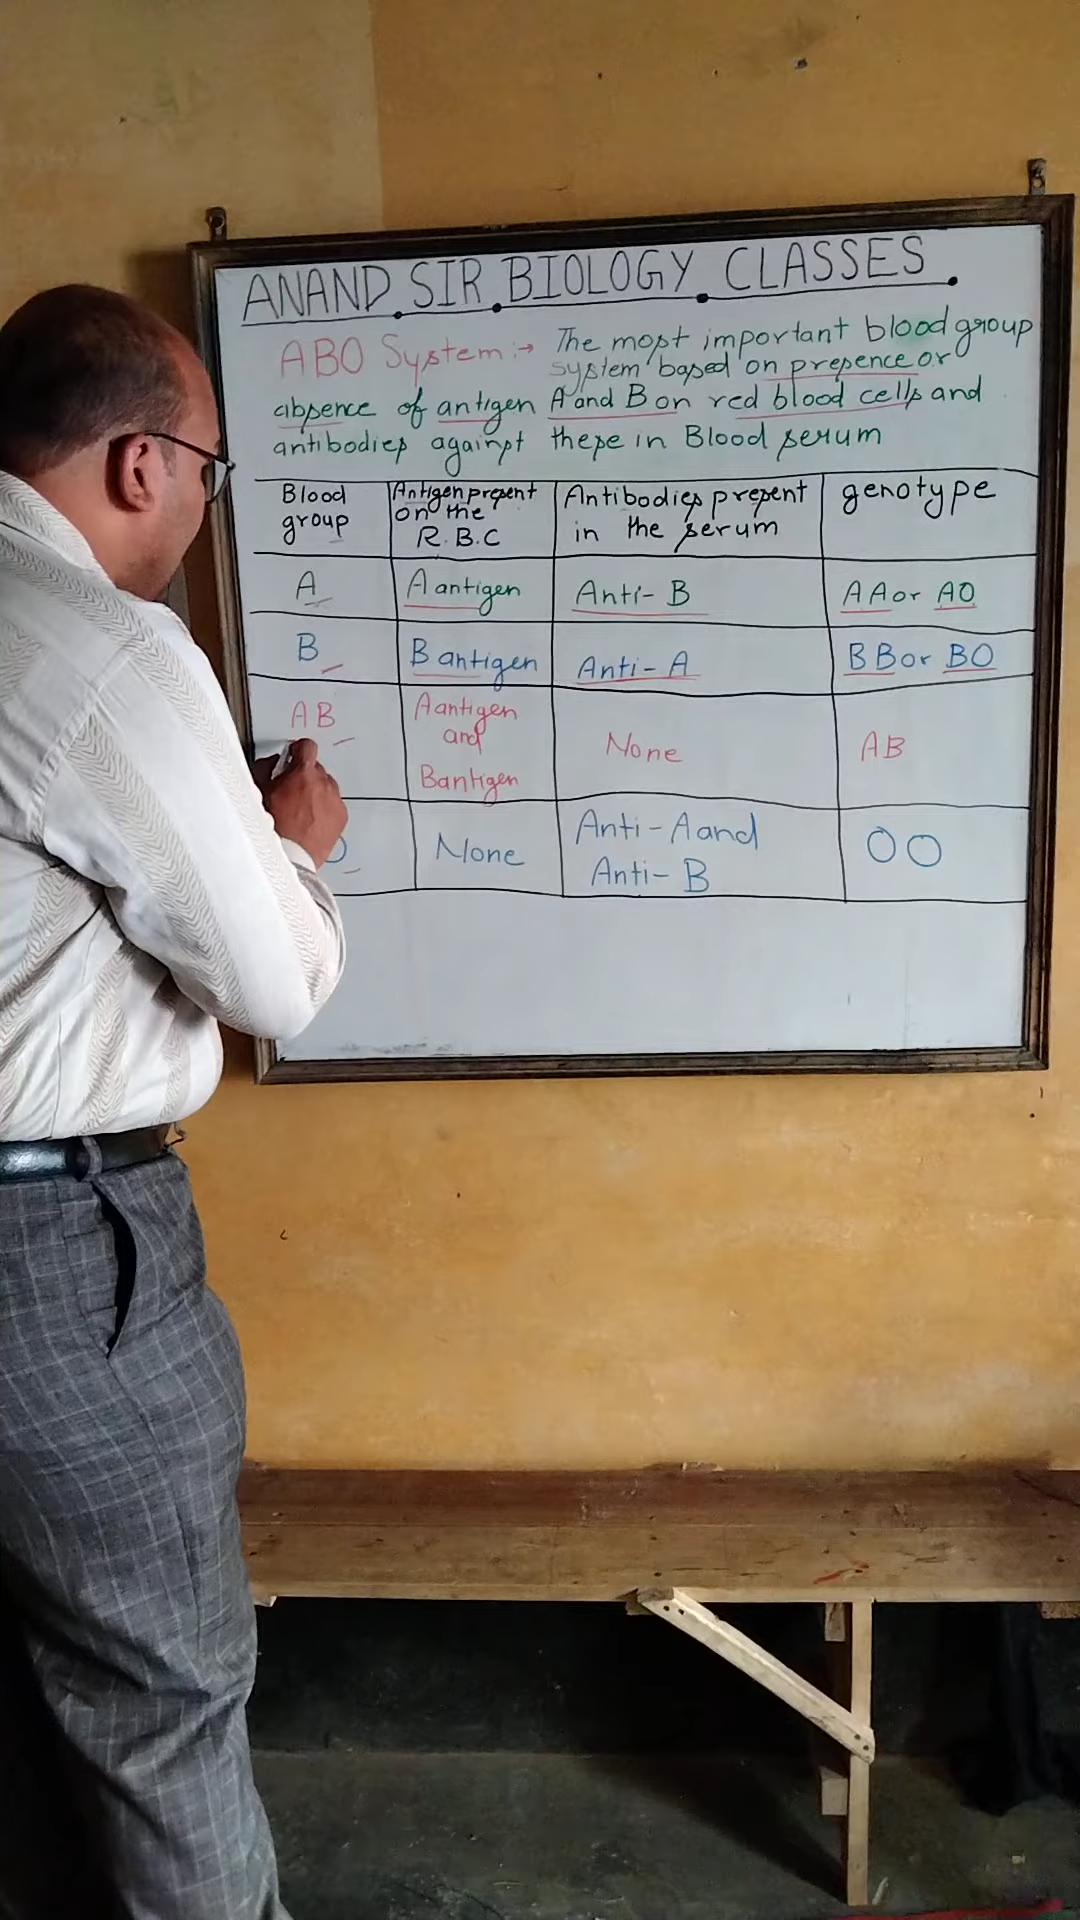 ANAND.SIR.BIOLOGY.CLASSES.
ABO System :→ The most important blood group
system based on presence or
absence of antigen A and B on red blood cells and
antibodies against these in Blood serum
Blood group | Antigen present on the R.B.C | Antibodies present in the serum | genotype
A | A antigen | Anti-B | AA or AO
B | B antigen | Anti-A | BB or BO
AB | A antigen and B antigen | None | AB
O | None | Anti-A and Anti-B | OO